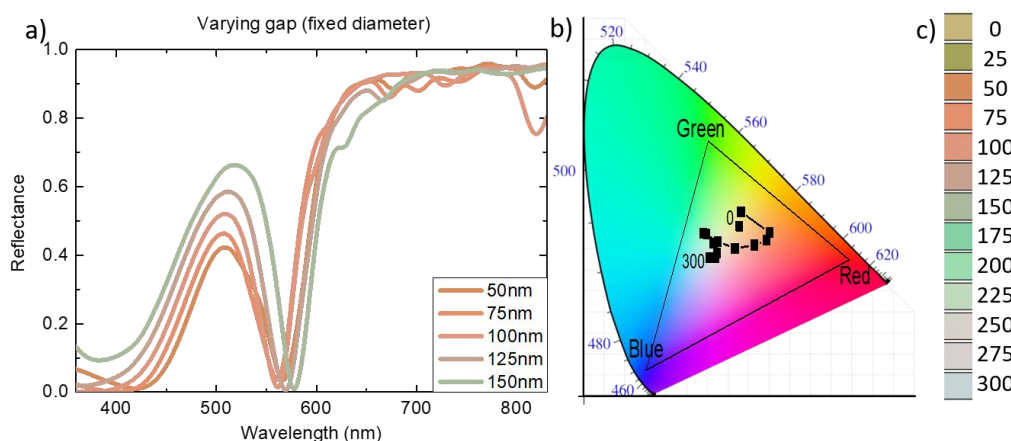 a)
Varying gap (fixed diameter)
1.0
0.8
0.6
0.4
0.2
0.0
Reflectance
400
500
600
700
800
Wavelength (nm)
50nm
75nm
100nm
125nm
150nm
b)
520
540
560
580
600
620
500
480
460
Green
Red
Blue
0
300
c)
0
25
50
75
100
125
150
175
200
225
250
275
300